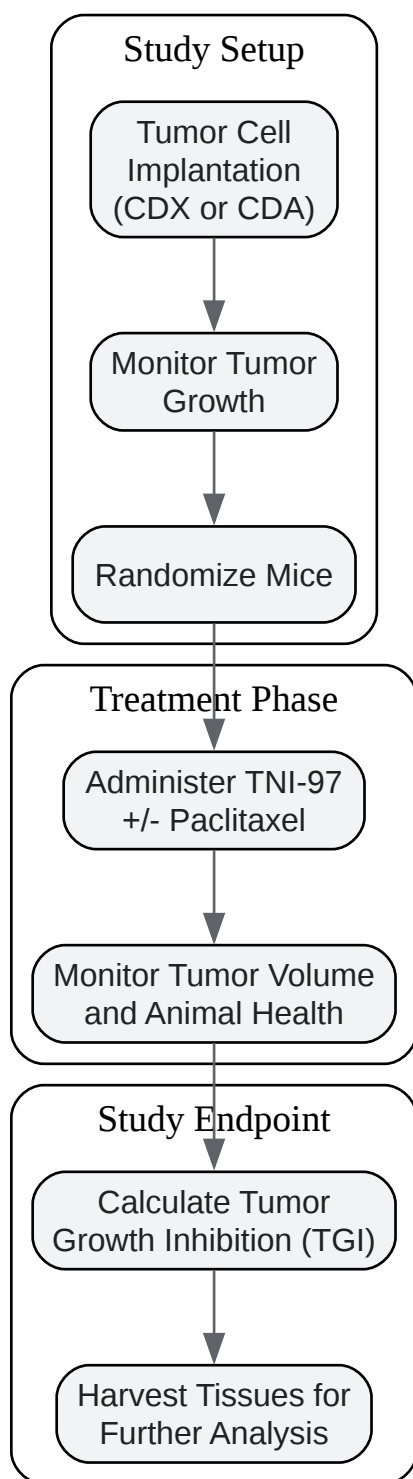 Study Setup
Tumor Cell
Implantation
(CDX or CDA)
Monitor Tumor
Growth
Randomize Mice
Treatment Phase
Administer TNI-97
+/- Paclitaxel
Monitor Tumor Volume
and Animal Health
Study Endpoint
Calculate Tumor
Growth Inhibition (TGI)
Harvest Tissues for
Further Analysis